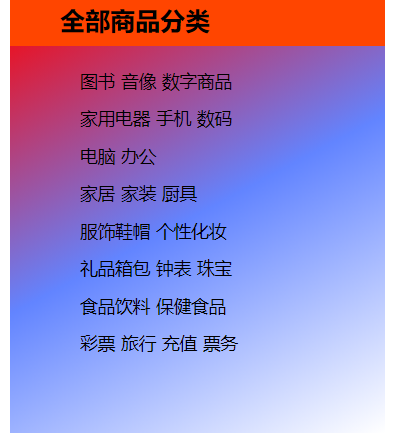 全部商品分类
图书 音像 数字商品
家用电器 手机 数码
电脑 办公
家居 家装 厨具
服饰鞋帽 个性化妆
礼品箱包 钟表 珠宝
食品饮料 保健食品
彩票 旅行 充值 票务